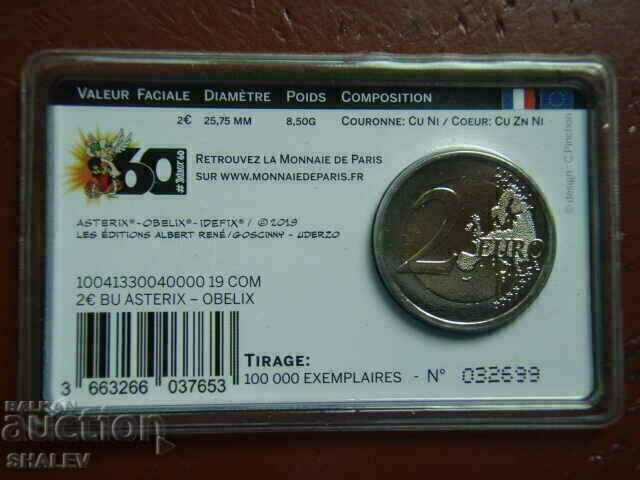 Valeur Faciale Diamètre Poids Composition
2€ 25,75 MM 8,50G Couronne: Cu Ni / Coeur: Cu Zn Ni
60
Retrouvez la Monnaie de Paris
sur www.monnaiedeparis.fr
ASTERIX®-OBELIX®-IDEFIX® / © 2019
LES ÉDITIONS ALBERT RENÉ/GOSCINNY - UDERZO
10041330040000 19 COM
2€ BU ASTERIX – OBELIX
3 663266 037653
Tirage:
100 000 EXEMPLAIRES - N° 032699
2 EURO
© design : C Pinchon
BALKAN
auction
SHALEV